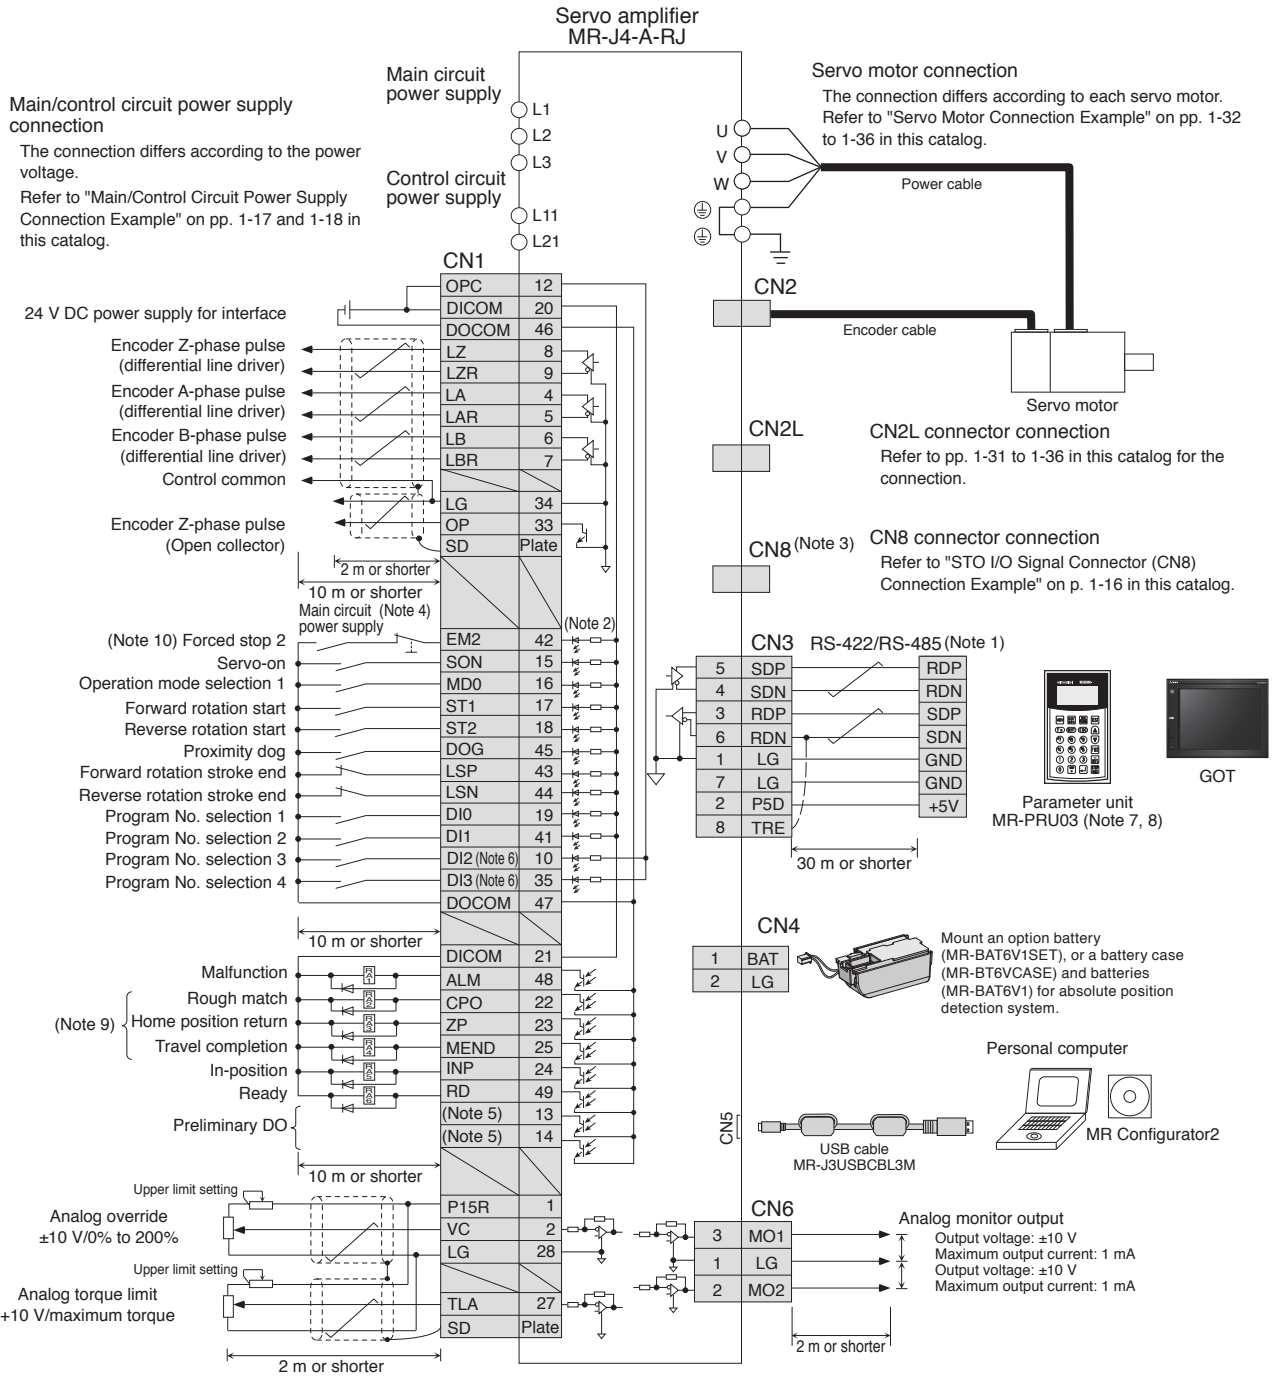 Servo amplifier
MR-J4-A-RJ
Main/control circuit power supply
connection
The connection differs according to the power
voltage.
Refer to "Main/Control Circuit Power Supply
Connection Example" on pp. 1-17 and 1-18 in
this catalog.
Main circuit
power supply
L1
L2
L3
Control circuit
power supply
L11
L21
Servo motor connection
The connection differs according to each servo motor.
Refer to "Servo Motor Connection Example" on pp. 1-32
to 1-36 in this catalog.
U
V
W
Power cable
CN2
Encoder cable
Servo motor
CN2L
CN2L connector connection
Refer to pp. 1-31 to 1-36 in this catalog for the
connection.
CN8 (Note 3)
CN8 connector connection
Refer to "STO I/O Signal Connector (CN8)
Connection Example" on p. 1-16 in this catalog.
CN1
OPC 12
24 V DC power supply for interface
DICOM 20
DOCOM 46
Encoder Z-phase pulse
(differential line driver)
LZ 8
LZR 9
Encoder A-phase pulse
(differential line driver)
LA 4
LAR 5
Encoder B-phase pulse
(differential line driver)
LB 6
LBR 7
Control common
LG 34
Encoder Z-phase pulse
(Open collector)
OP 33
SD Plate
2 m or shorter
10 m or shorter
Main circuit (Note 4)
power supply
(Note 2)
(Note 10) Forced stop 2 EM2 42
Servo-on SON 15
Operation mode selection 1 MD0 16
Forward rotation start ST1 17
Reverse rotation start ST2 18
Proximity dog DOG 45
Forward rotation stroke end LSP 43
Reverse rotation stroke end LSN 44
Program No. selection 1 DI0 19
Program No. selection 2 DI1 41
Program No. selection 3 DI2 (Note 6) 10
Program No. selection 4 DI3 (Note 6) 35
DOCOM 47
10 m or shorter
DICOM 21
Malfunction RA1 ALM 48
(Note 9)
Rough match RA2 CPO 22
Home position return RA3 ZP 23
Travel completion RA4 MEND 25
In-position RA5 INP 24
Ready RA6 RD 49
Preliminary DO
(Note 5) 13
(Note 5) 14
10 m or shorter
Upper limit setting
P15R 1
Analog override
±10 V/0% to 200%
VC 2
LG 28
Upper limit setting
Analog torque limit
+10 V/maximum torque
TLA 27
SD Plate
2 m or shorter
CN3 RS-422/RS-485 (Note 1)
5 SDP RDP
4 SDN RDN
3 RDP SDP
6 RDN SDN
1 LG GND
7 LG GND
2 P5D +5V
8 TRE
30 m or shorter
Parameter unit
MR-PRU03 (Note 7, 8)
GOT
CN4
1 BAT
2 LG
Mount an option battery
(MR-BAT6V1SET), or a battery case
(MR-BT6VCASE) and batteries
(MR-BAT6V1) for absolute position
detection system.
Personal computer
MR Configurator2
CN5
USB cable
MR-J3USBCBL3M
CN6
3 MO1
1 LG
2 MO2
Analog monitor output
Output voltage: ±10 V
Maximum output current: 1 mA
Output voltage: ±10 V
Maximum output current: 1 mA
2 m or shorter